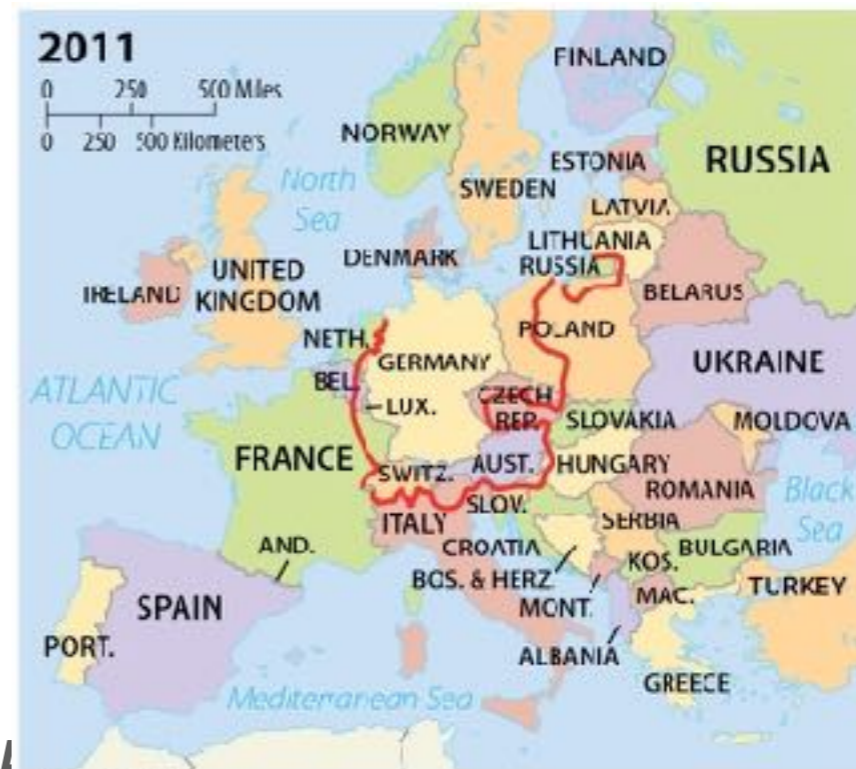 2011
0 250 500 Miles
0 250 500 Kilometers
FINLAND
NORWAY
RUSSIA
ESTONIA
SWEDEN
North
Sea
LATVIA
LITHUANIA
DENMARK
RUSSIA
UNITED
KINGDOM
IRELAND
BELARUS
NETH.
POLAND
GERMANY
UKRAINE
BEL.
ATLANTIC
OCEAN
CZECH
REP.
LUX.
SLOVAKIA
MOLDOVA
FRANCE
SWITZ.
AUST.
HUNGARY
ROMANIA
Black
Sea
SLOV.
ITALY
SERBIA
AND.
CROATIA
KOS.
BULGARIA
BOS. & HERZ
MONT.
MAC.
TURKEY
SPAIN
PORT.
ALBANIA
GREECE
Mediterranean Sea